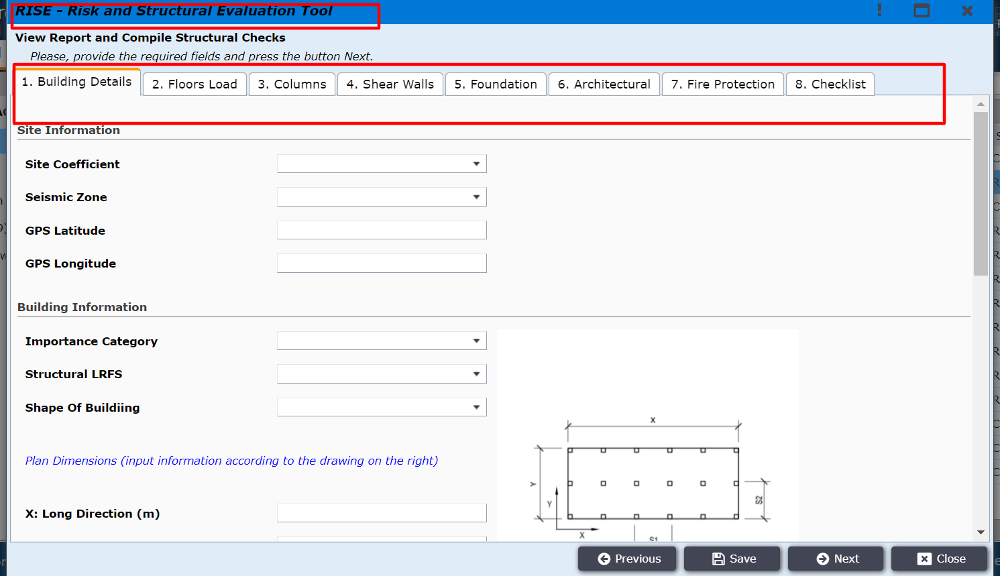 RISE - Risk and Structural Evaluation Tool
View Report and Compile Structural Checks
Please, provide the required fields and press the button Next.
1. Building Details 2. Floors Load 3. Columns 4. Shear Walls 5. Foundation 6. Architectural 7. Fire Protection 8. Checklist
Site Information
Site Coefficient
Seismic Zone
GPS Latitude
GPS Longitude
Building Information
Importance Category
Structural LRFS
Shape Of Buildiing
X
Plan Dimensions (input information according to the drawing on the right)
Y
Y
S2
X: Long Direction (m)
X
S1
Previous Save Next Close